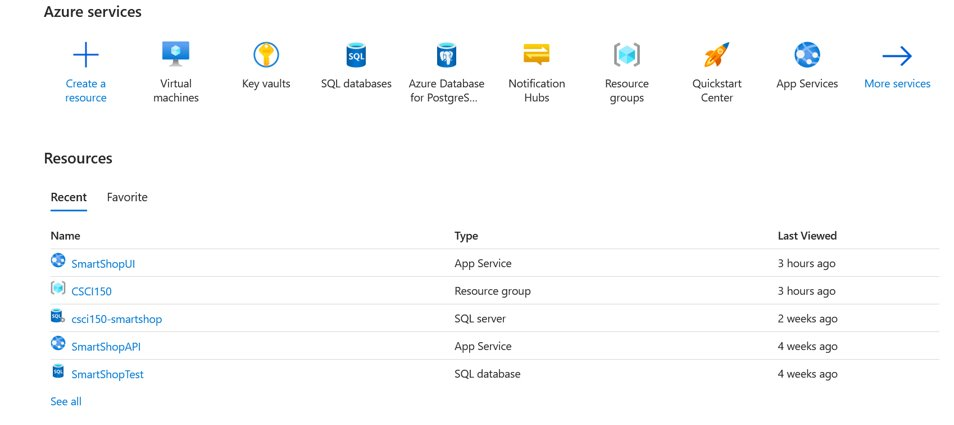 Azure services
Create a resource
Virtual machines
Key vaults
SQL databases
Azure Database for PostgreS...
Notification Hubs
Resource groups
Quickstart Center
App Services
More services
Resources
Recent Favorite
Name Type Last Viewed
SmartShopUI App Service 3 hours ago
CSCI150 Resource group 3 hours ago
csci150-smartshop SQL server 2 weeks ago
SmartShopAPI App Service 4 weeks ago
SmartShopTest SQL database 4 weeks ago
See all